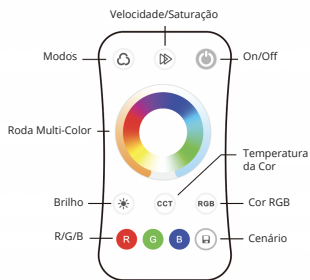 Velocidade/Saturação
Modos
On/Off
Roda Multi-Color
Temperatura
da Cor
Brilho
CCT
RGB
Cor RGB
R/G/B
R
G
B
Cenário